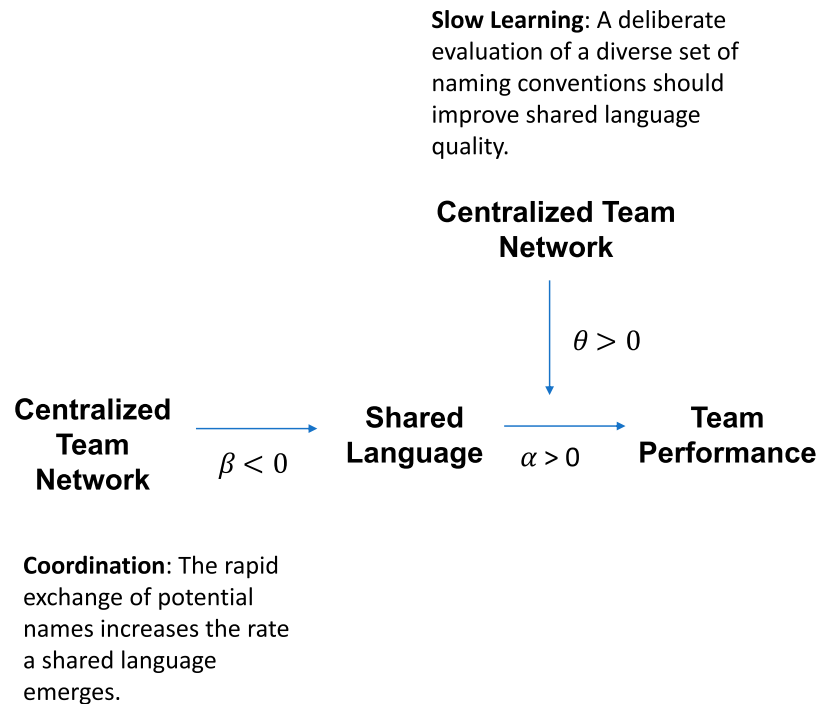 Slow Learning: A deliberate
evaluation of a diverse set of
naming conventions should
improve shared language
quality.
Centralized Team
Network
θ > 0
Centralized
Team
Network
β < 0
Shared
Language
α > 0
Team
Performance
Coordination: The rapid
exchange of potential
names increases the rate
a shared language
emerges.